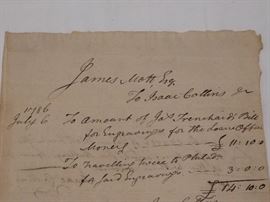 James Mott Esq.
To Isaac Collins Dr
1786
July 6 To Amount of Jas. Trenchard's Bill
for Engravings for the Loan Office
Money £ 11:10:0
To travelling twice to Philada.
for said Engravings 3:0:0
£ 14:10:0